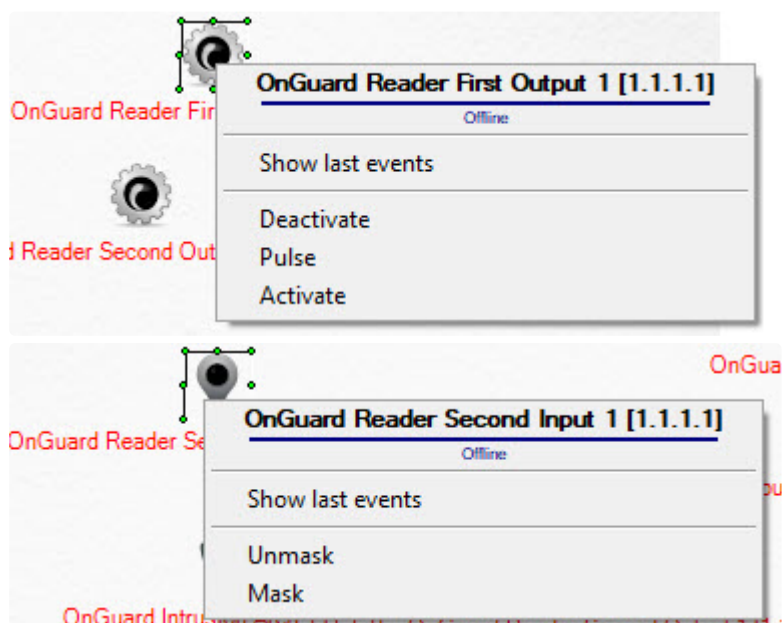 OnGuard Reader Fir
OnGuard Reader First Output 1 [1.1.1.1]
Offline
Show last events
Deactivate
Pulse
Activate
Reader Second Out
OnGua
OnGuard Reader Se
OnGuard Reader Second Input 1 [1.1.1.1]
Offline
Show last events
Unmask
Mask
OnGuard